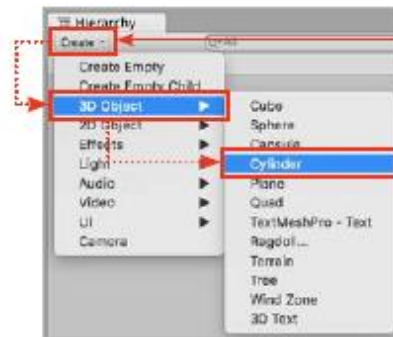 Hierarchy
Create
All
Create Empty
Create Empty Child
3D Object
2D Object
Effects
Light
Audio
Video
UI
Camera
Cube
Sphere
Capsule
Cylinder
Plane
Quad
TextMeshPro - Text
Ragdoll...
Terrain
Tree
Wind Zone
3D Text